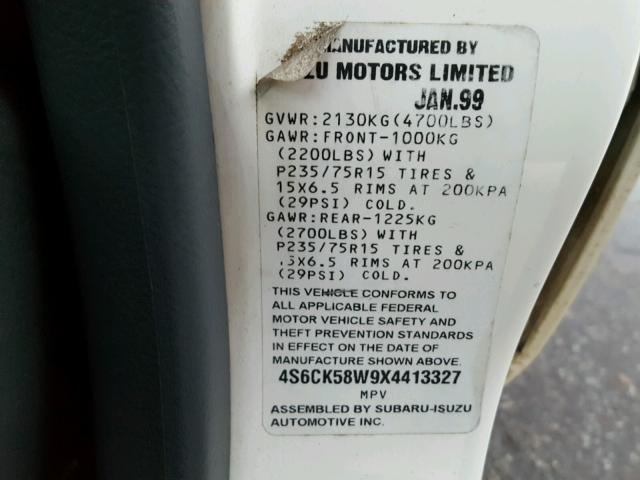 MANUFACTURED BY
ZU MOTORS LIMITED
JAN.99
GVWR:2130KG(4700LBS)
GAWR:FRONT-1000KG
(2200LBS) WITH
P235/75R15 TIRES &
15X6.5 RIMS AT 200KPA
(29PSI) COLD.
GAWR:REAR-1225KG
(2700LBS) WITH
P235/75R15 TIRES &
15X6.5 RIMS AT 200KPA
(29PSI) COLD.
THIS VEHICLE CONFORMS TO
ALL APPLICABLE FEDERAL
MOTOR VEHICLE SAFETY AND
THEFT PREVENTION STANDARDS
IN EFFECT ON THE DATE OF
MANUFACTURE SHOWN ABOVE.
4S6CK58W9X4413327
MPV
ASSEMBLED BY SUBARU-ISUZU
AUTOMOTIVE INC.